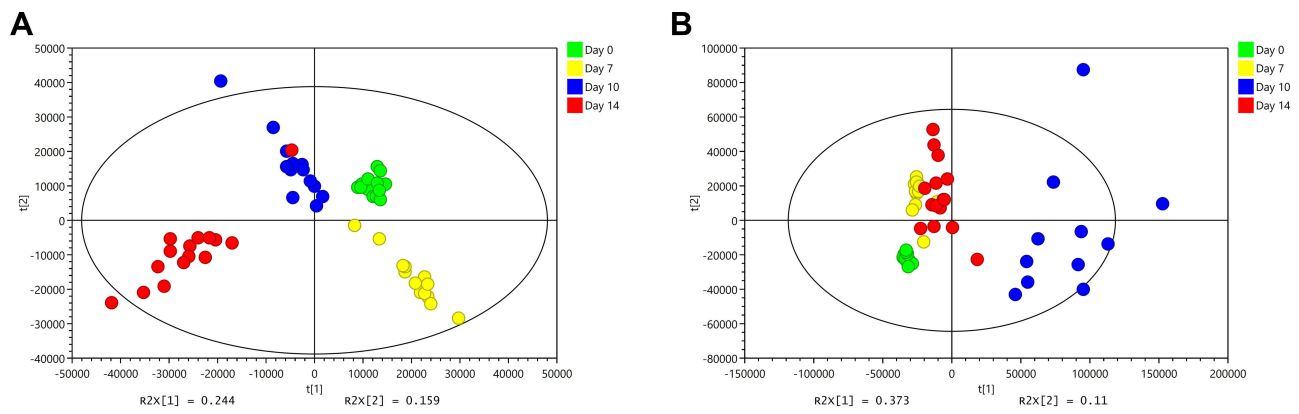 A
50000
40000
30000
20000
10000
0
-10000
-20000
-30000
-40000
t[2]
-50000 -40000 -30000 -20000 -10000 0 10000 20000 30000 40000 50000
t[1]
R2X[1] = 0.244 R2X[2] = 0.159
Day 0
Day 7
Day 10
Day 14
B
100000
80000
60000
40000
20000
0
-20000
-40000
-60000
-80000
t[2]
-150000 -100000 -50000 0 50000 100000 150000 200000
t[1]
R2X[1] = 0.373 R2X[2] = 0.11
Day 0
Day 7
Day 10
Day 14